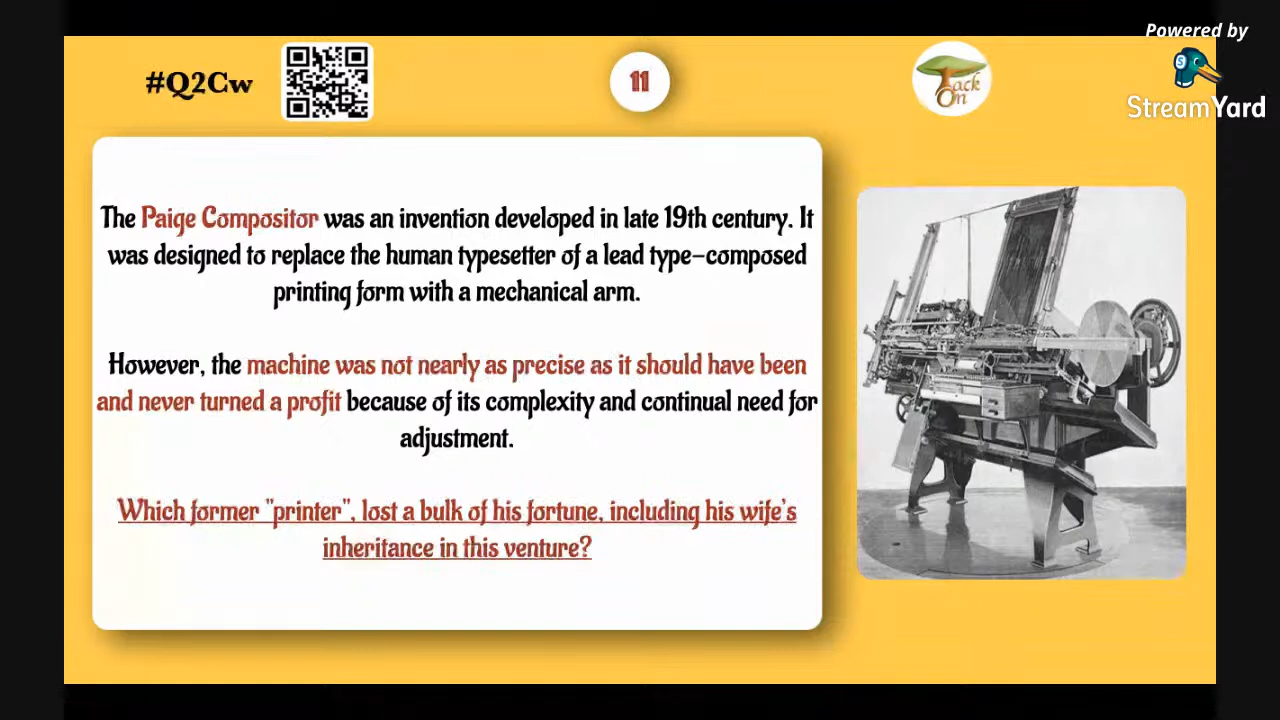 Powered by
#Q2Cw
11
Tack
On
StreamYard
The Paige Compositor was an invention developed in late 19th century. It
was designed to replace the human typesetter of a lead type-composed
printing form with a mechanical arm.
However, the machine was not nearly as precise as it should have been
and never turned a profit because of its complexity and continual need for
adjustment.
Which former "printer", lost a bulk of his fortune, including his wife's
inheritance in this venture?